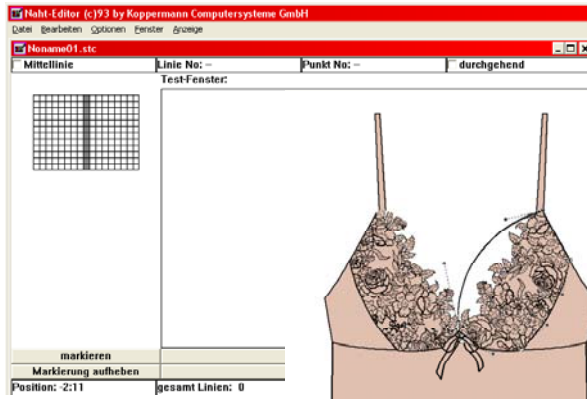 Naht-Editor (c)93 by Koppermann Computersysteme GmbH
Datei Bearbeiten Optionen Fenster Anzeige
Noname01.stc
Mittellinie Linie No: – Punkt No: – durchgehend
Test-Fenster:
markieren
Markierung aufheben
Position: -2:11 gesamt Linien: 0